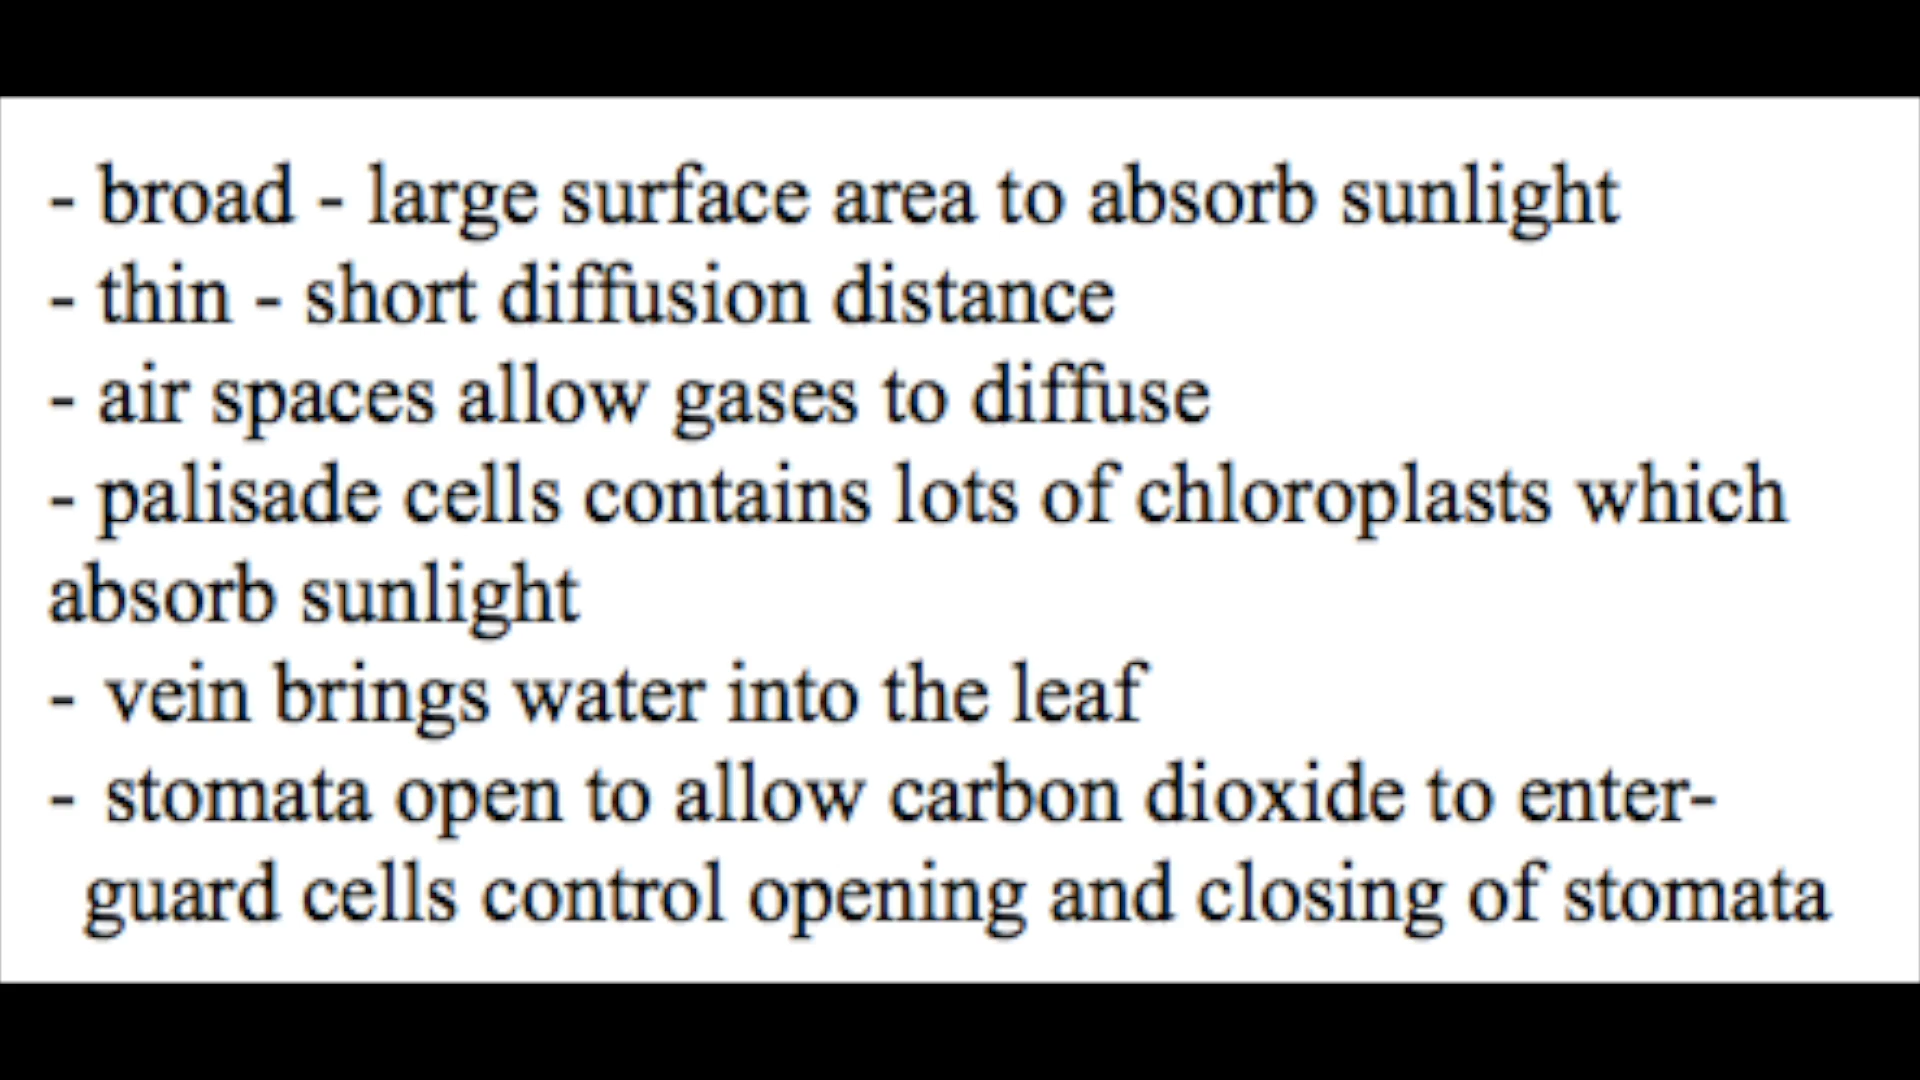 - broad - large surface area to absorb sunlight
- thin - short diffusion distance
- air spaces allow gases to diffuse
- palisade cells contains lots of chloroplasts which
absorb sunlight
- vein brings water into the leaf
- stomata open to allow carbon dioxide to enter-
guard cells control opening and closing of stomata